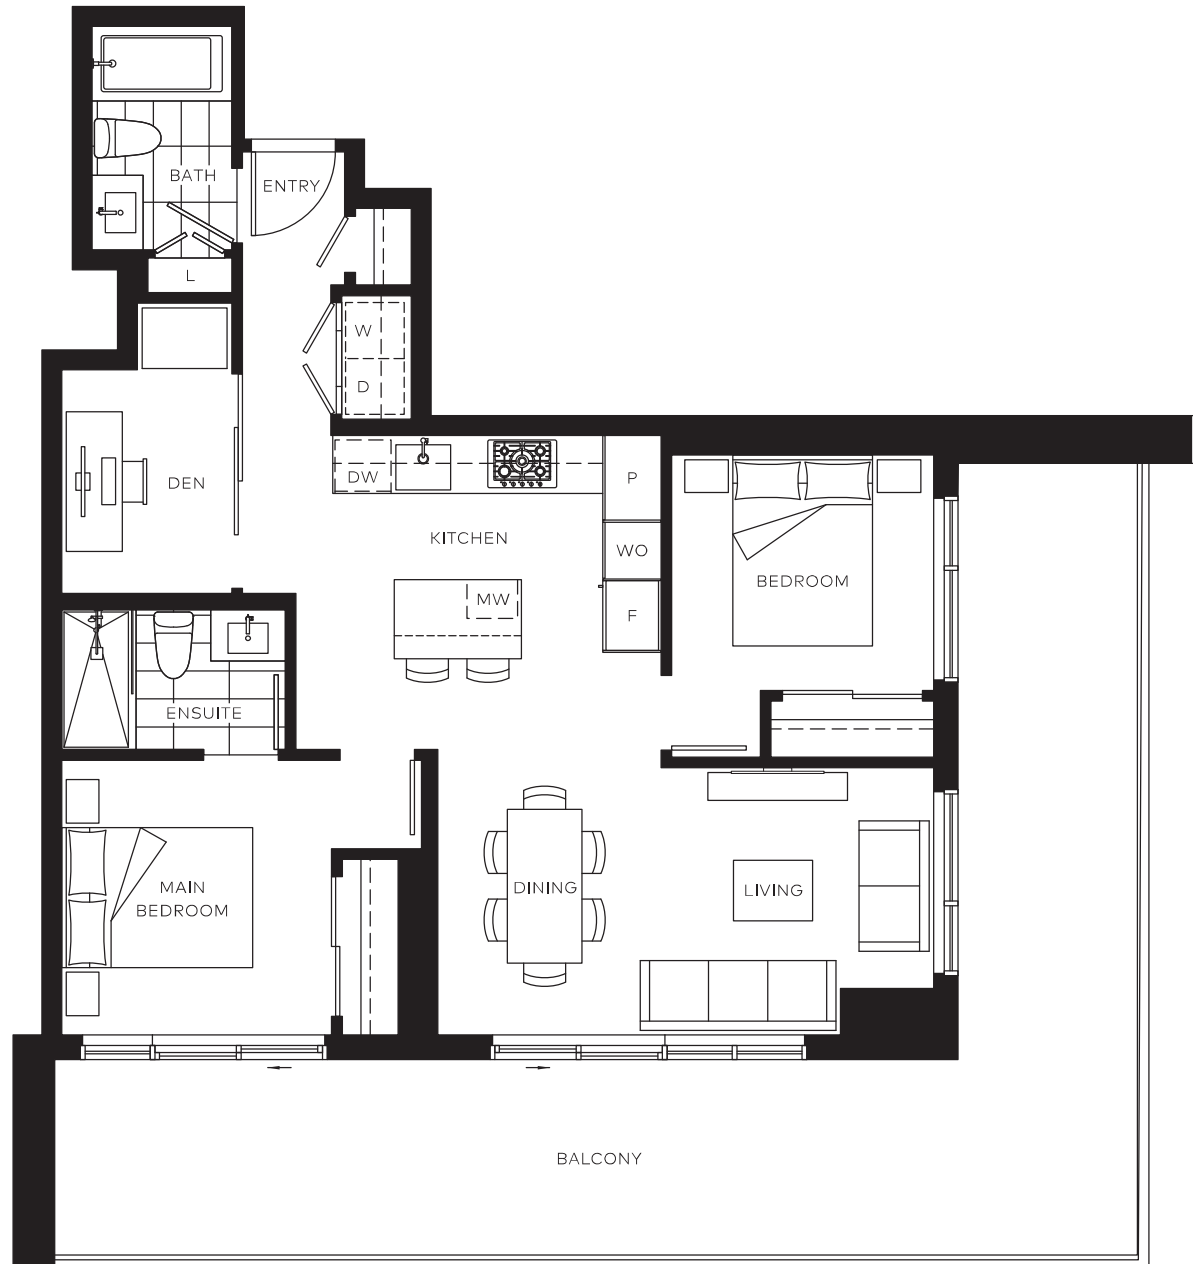 BATH
ENTRY
L
W
D
DEN
DW
P
KITCHEN
WO
BEDROOM
MW
F
ENSUITE
MAIN
BEDROOM
DINING
LIVING
BALCONY